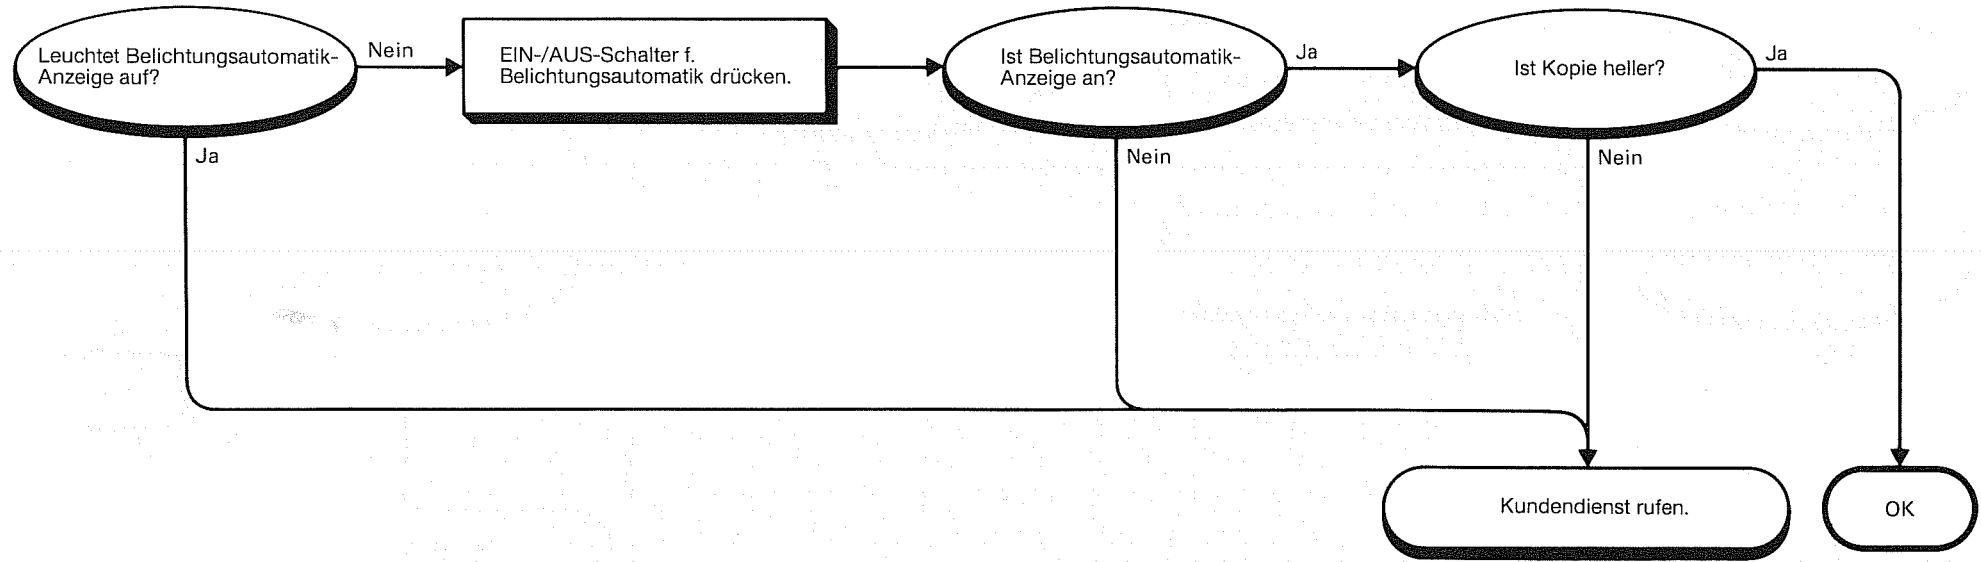 Leuchtet Belichtungsautomatik-
Anzeige auf?
Nein
EIN-/AUS-Schalter f.
Belichtungsautomatik drücken.
Ist Belichtungsautomatik-
Anzeige an?
Ja
Ist Kopie heller?
Ja
Ja
Nein
Nein
Kundendienst rufen.
OK